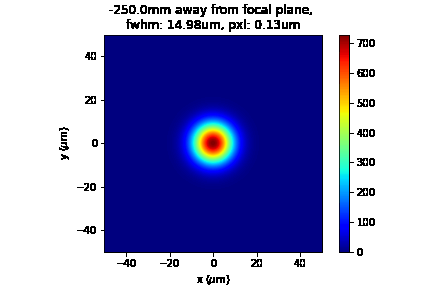 -250.0mm away from focal plane,
fwhm: 14.98um, pxl: 0.13um
40
20
0
−20
−40
y (μm)
−40 −20 0 20 40
x (μm)
700
600
500
400
300
200
100
0